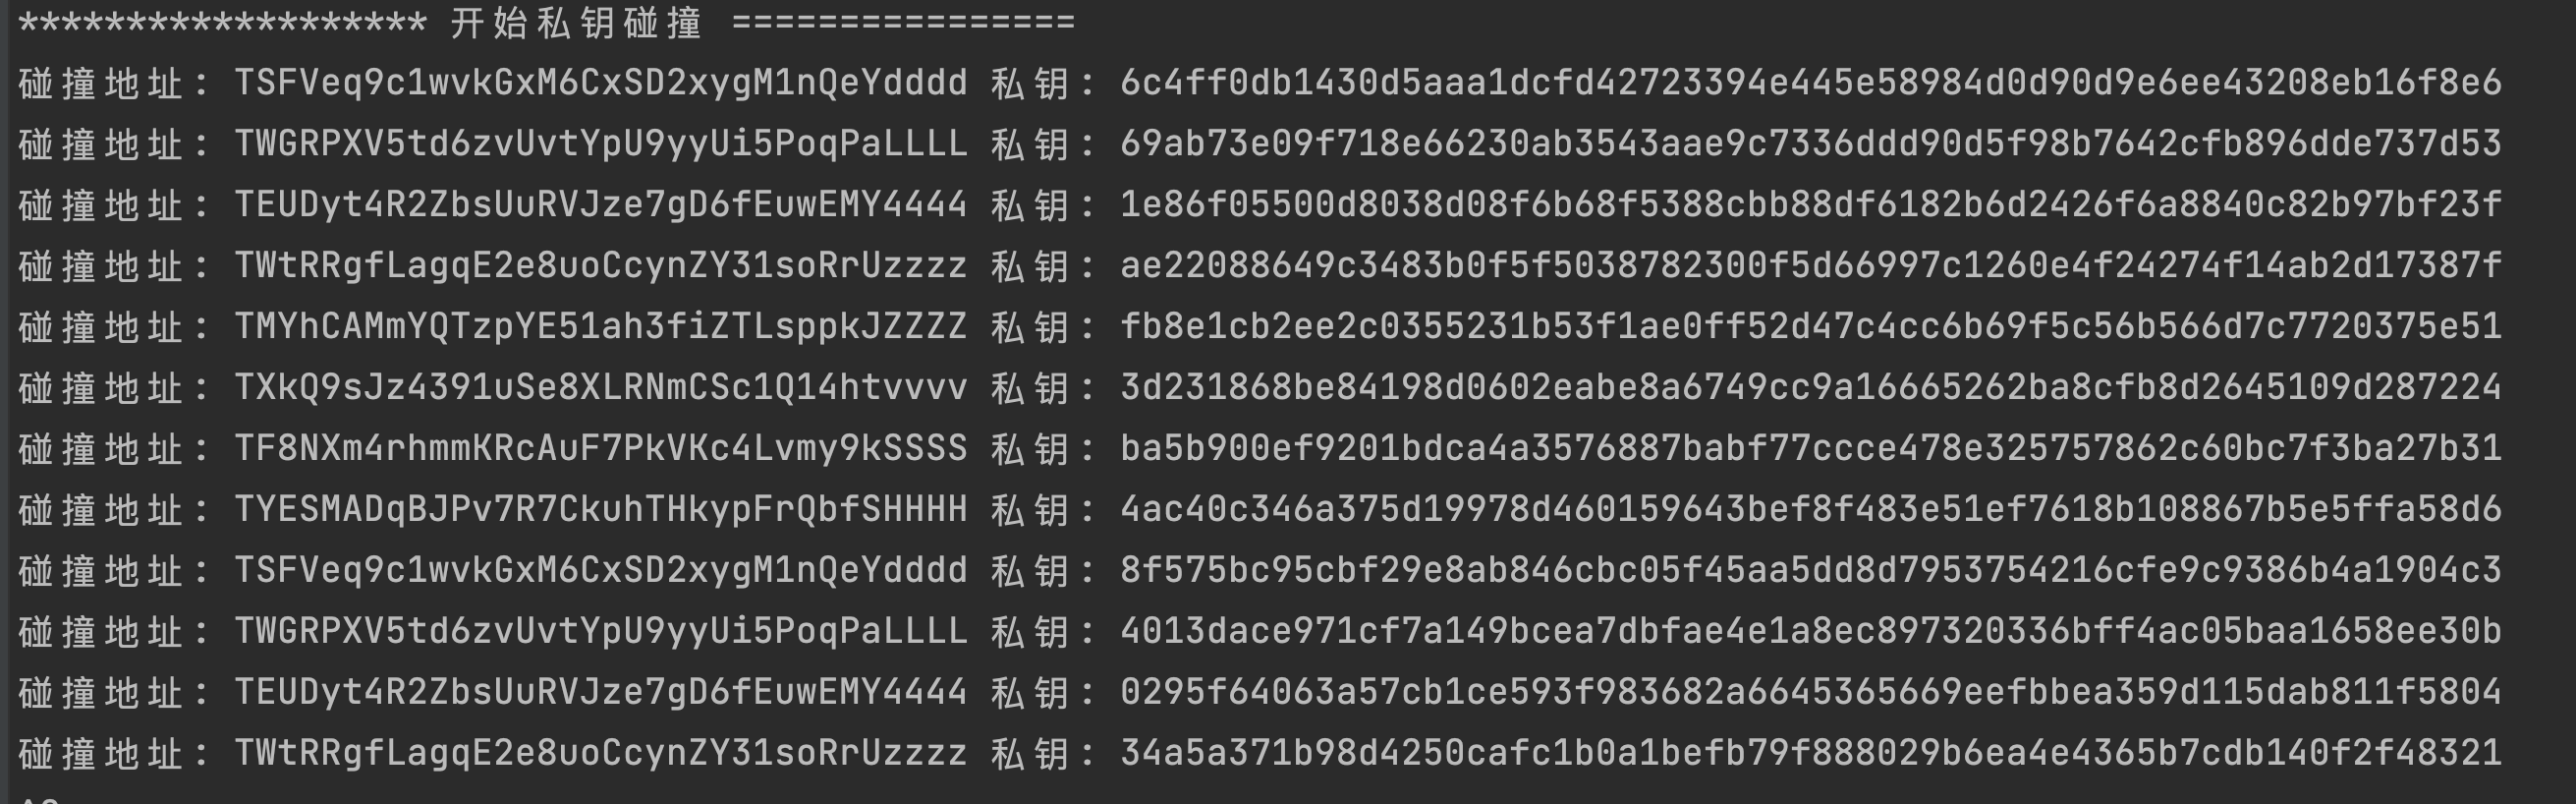 ******************* 开始私钥碰撞 ================
碰撞地址: TSFVeq9c1wvkGxM6CxSD2xygM1nQeYdddd 私钥: 6c4ff0db1430d5aaa1dcfd42723394e445e58984d0d90d9e6ee43208eb16f8e6
碰撞地址: TWGRPXV5td6zvUvtYpU9yyUi5PoqPaLLLL 私钥: 69ab73e09f718e66230ab3543aae9c7336ddd90d5f98b7642cfb896dde737d53
碰撞地址: TEUDyt4R2ZbsUuRVJze7gD6fEuwEMY4444 私钥: 1e86f05500d8038d08f6b68f5388cbb88df6182b6d2426f6a8840c82b97bf23f
碰撞地址: TWtRRgfLagqE2e8uoCcynZY31soRrUzzzz 私钥: ae22088649c3483b0f5f5038782300f5d66997c1260e4f24274f14ab2d17387f
碰撞地址: TMYhCAMmYQTzpYE51ah3fiZTLsppkJZZZZ 私钥: fb8e1cb2ee2c0355231b53f1ae0ff52d47c4cc6b69f5c56b566d7c7720375e51
碰撞地址: TXkQ9sJz4391uSe8XLRNmCSc1Q14htvvvv 私钥: 3d231868be84198d0602eabe8a6749cc9a16665262ba8cfb8d2645109d287224
碰撞地址: TF8NXm4rhmmKRcAuF7PkVKc4Lvmy9kSSSS 私钥: ba5b900ef9201bdca4a3576887babf77ccce478e325757862c60bc7f3ba27b31
碰撞地址: TYESMADqBJPv7R7CkuhTHkypFrQbfSHHHH 私钥: 4ac40c346a375d19978d460159643bef8f483e51ef7618b108867b5e5ffa58d6
碰撞地址: TSFVeq9c1wvkGxM6CxSD2xygM1nQeYdddd 私钥: 8f575bc95cbf29e8ab846cbc05f45aa5dd8d7953754216cfe9c9386b4a1904c3
碰撞地址: TWGRPXV5td6zvUvtYpU9yyUi5PoqPaLLLL 私钥: 4013dace971cf7a149bcea7dbfae4e1a8ec897320336bff4ac05baa1658ee30b
碰撞地址: TEUDyt4R2ZbsUuRVJze7gD6fEuwEMY4444 私钥: 0295f64063a57cb1ce593f983682a6645365669eefbbea359d115dab811f5804
碰撞地址: TWtRRgfLagqE2e8uoCcynZY31soRrUzzzz 私钥: 34a5a371b98d4250cafc1b0a1befb79f888029b6ea4e4365b7cdb140f2f48321